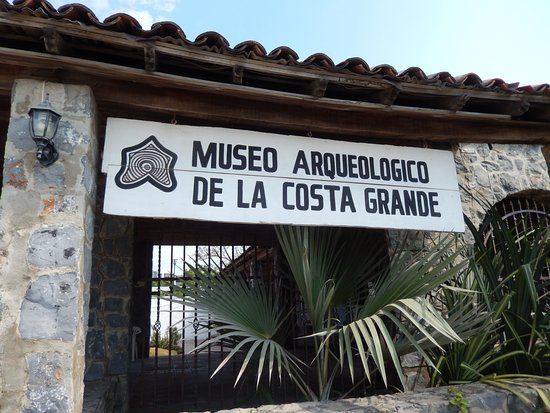 MUSEO ARQUEOLOGICO
DE LA COSTA GRANDE